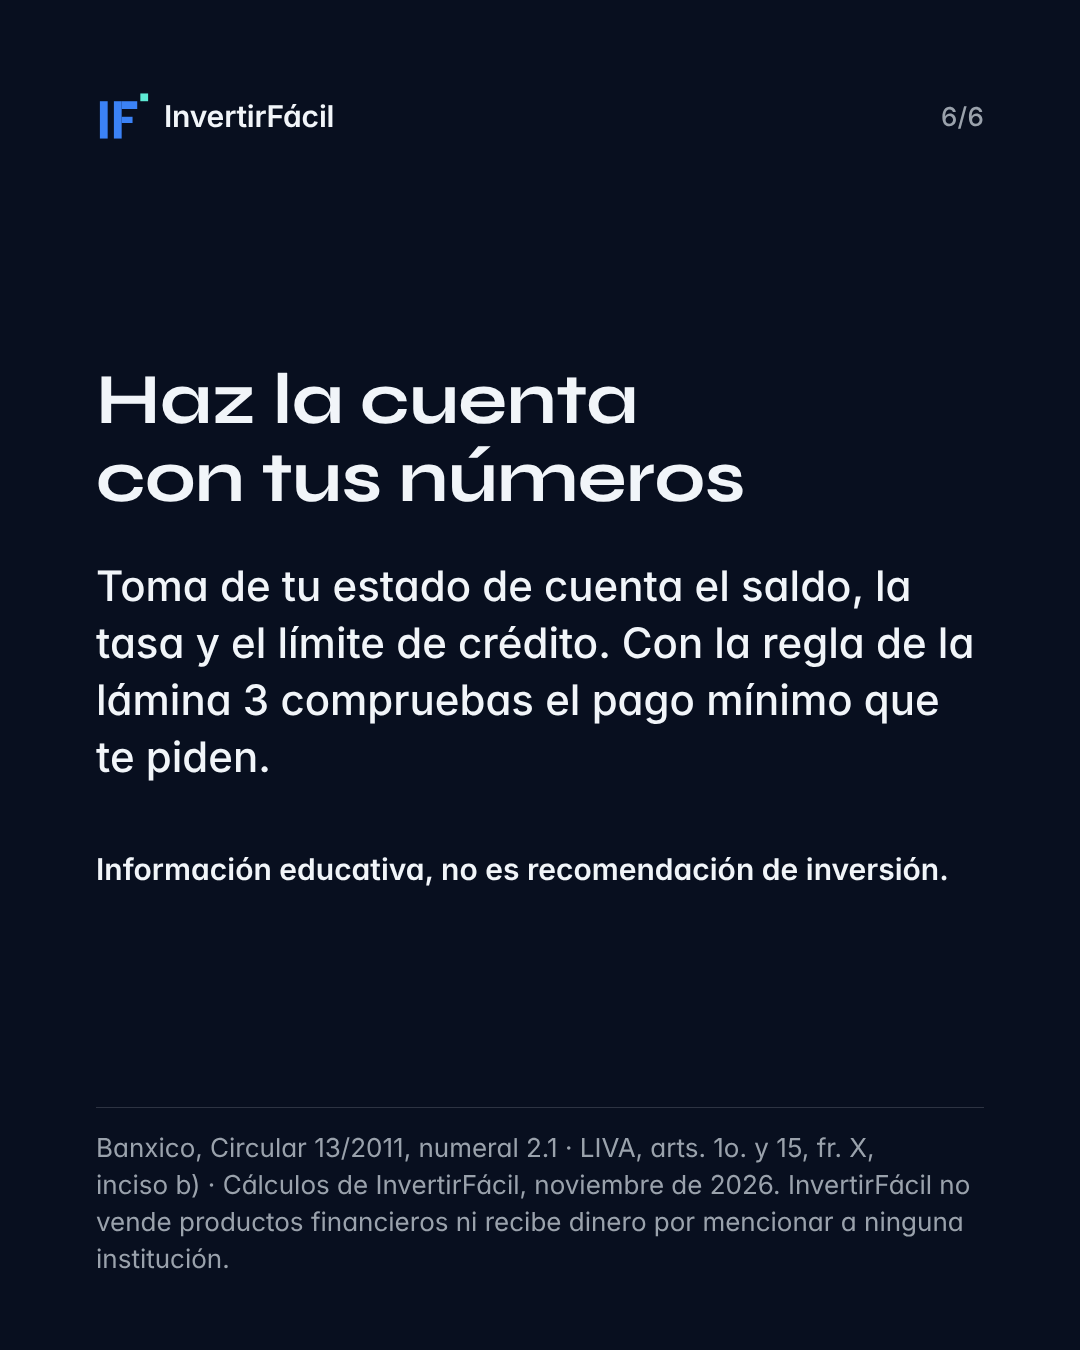 IF InvertirFácil
6/6
Haz la cuenta
con tus números
Toma de tu estado de cuenta el saldo, la
tasa y el límite de crédito. Con la regla de la
lámina 3 compruebas el pago mínimo que
te piden.
Información educativa, no es recomendación de inversión.
Banxico, Circular 13/2011, numeral 2.1 · LIVA, arts. 1o. y 15, fr. X,
inciso b) · Cálculos de InvertirFácil, noviembre de 2026. InvertirFácil no
vende productos financieros ni recibe dinero por mencionar a ninguna
institución.